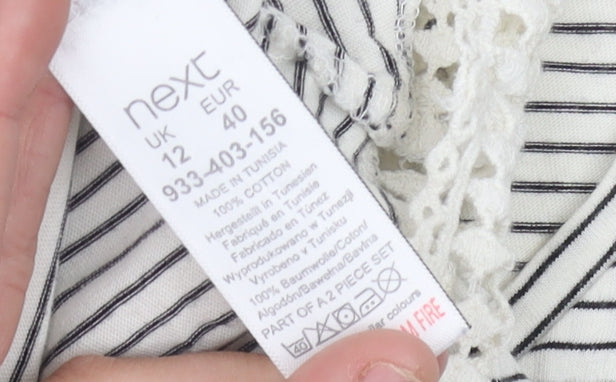 next
UK EUR
12 40
933-403-156
MADE IN TUNISIA
100% COTTON
Hergestellt in Tunesien
Fabriqué en Tunisie
Fabricado en Túnez
Wyprodukowano w Tunezji
Vyrobeno v Tunisku
100% Baumwolle/Coton/
Algodón/Bawełna/Bavlna
PART OF A 2 PIECE SET
40
colours
FIRE